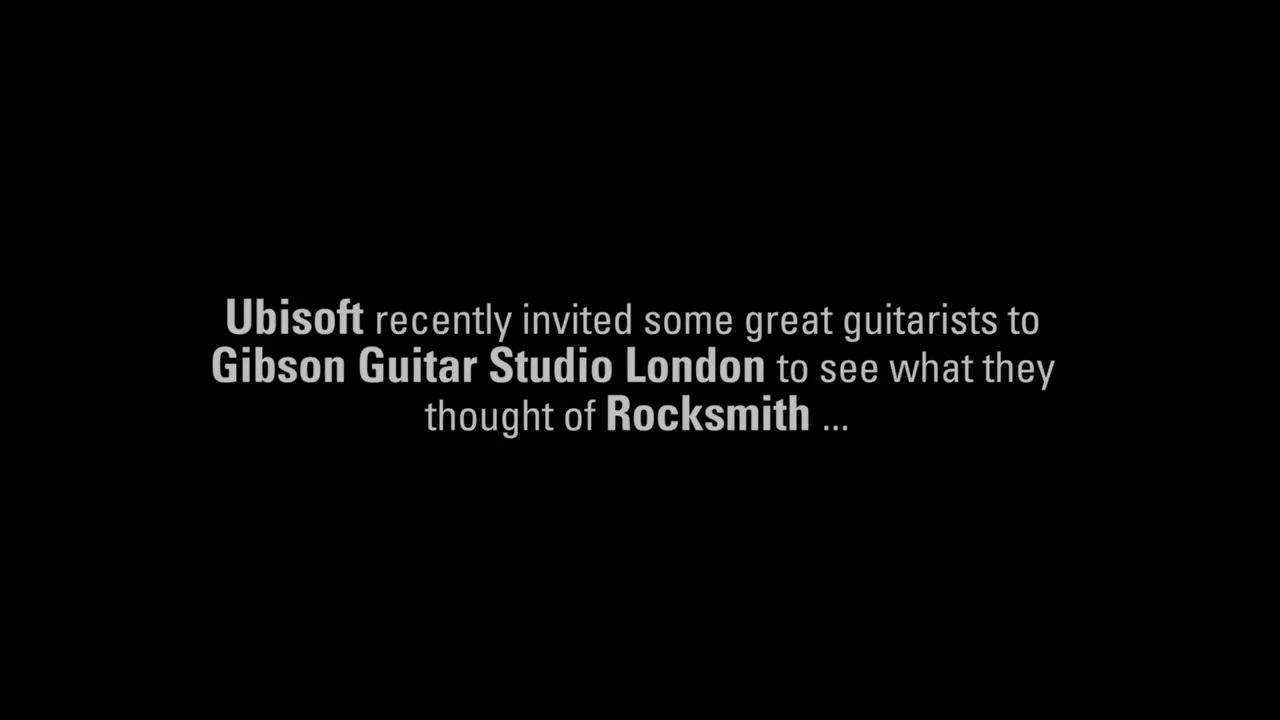 Ubisoft recently invited some great guitarists to
Gibson Guitar Studio London to see what they
thought of Rocksmith ...